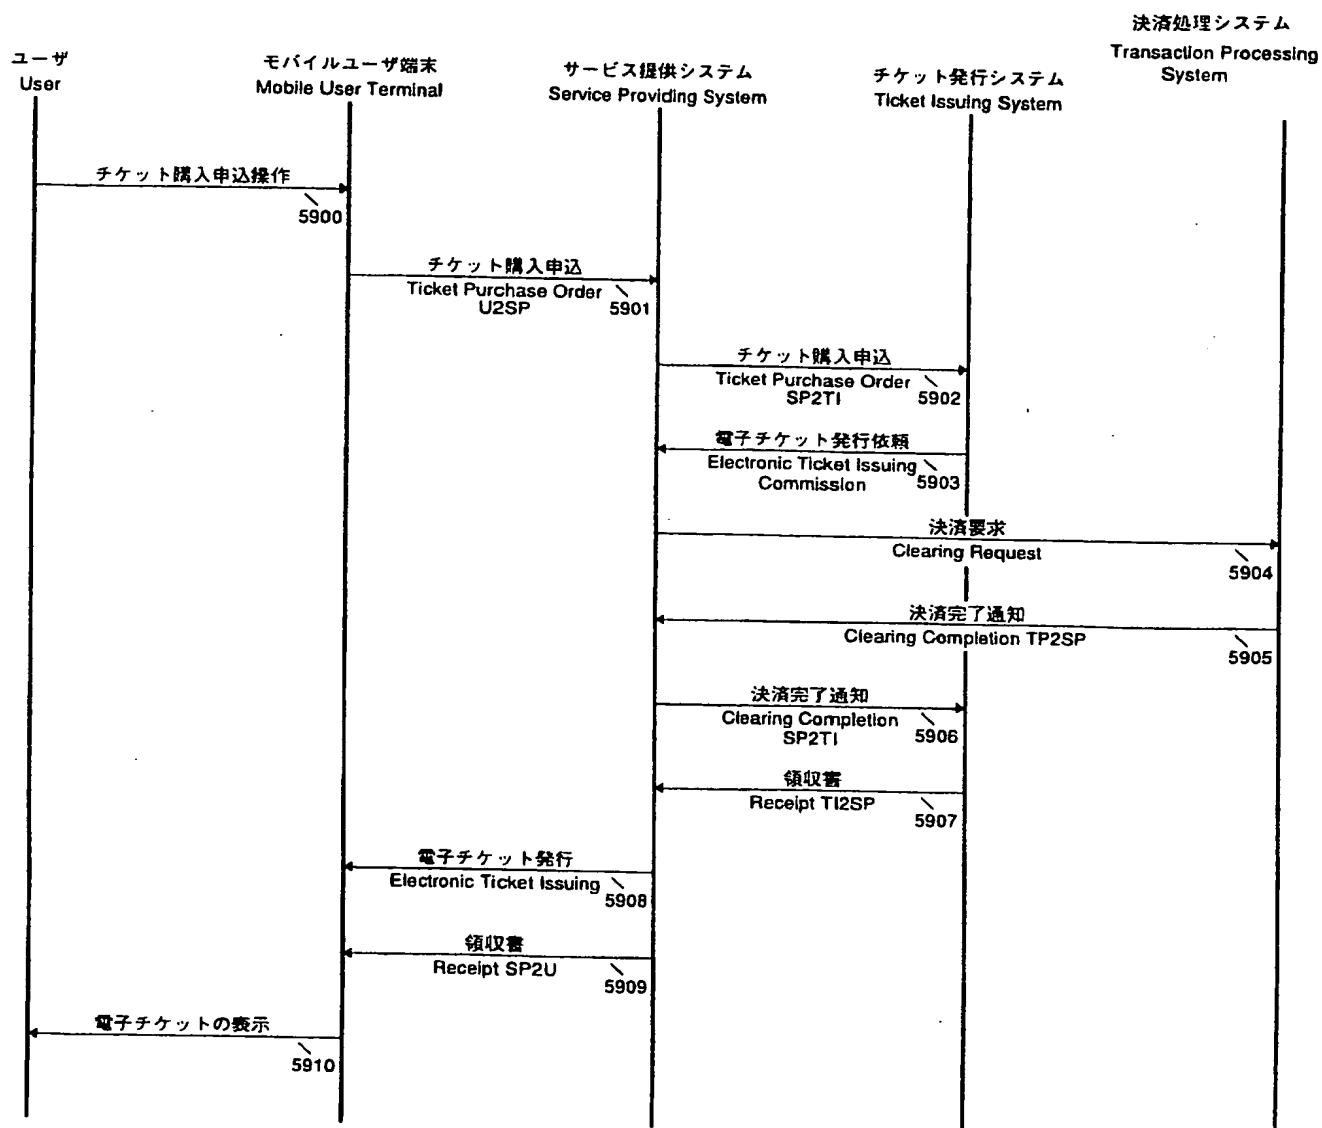 ユーザ
User
モバイルユーザ端末
Mobile User Terminal
サービス提供システム
Service Providing System
チケット発行システム
Ticket Issuing System
決済処理システム
Transaction Processing
System
チケット購入申込操作
5900
チケット購入申込
Ticket Purchase Order
U2SP
5901
チケット購入申込
Ticket Purchase Order
SP2TI
5902
電子チケット発行依頼
Electronic Ticket Issuing
Commission
5903
決済要求
Clearing Request
5904
決済完了通知
Clearing Completion TP2SP
5905
決済完了通知
Clearing Completion
SP2TI
5906
領収書
Receipt TI2SP
5907
電子チケット発行
Electronic Ticket Issuing
5908
領収書
Receipt SP2U
5909
電子チケットの表示
5910